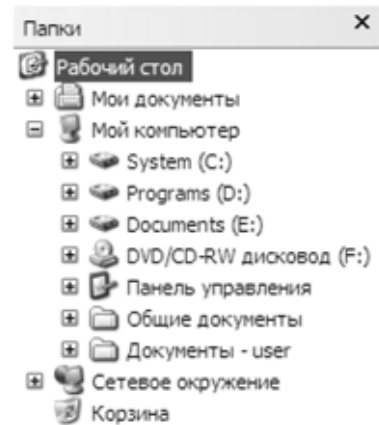 Папки
Рабочий стол
Мои документы
Мой компьютер
System (C:)
Programs (D:)
Documents (E:)
DVD/CD-RW дисковод (F:)
Панель управления
Общие документы
Документы - user
Сетевое окружение
Корзина